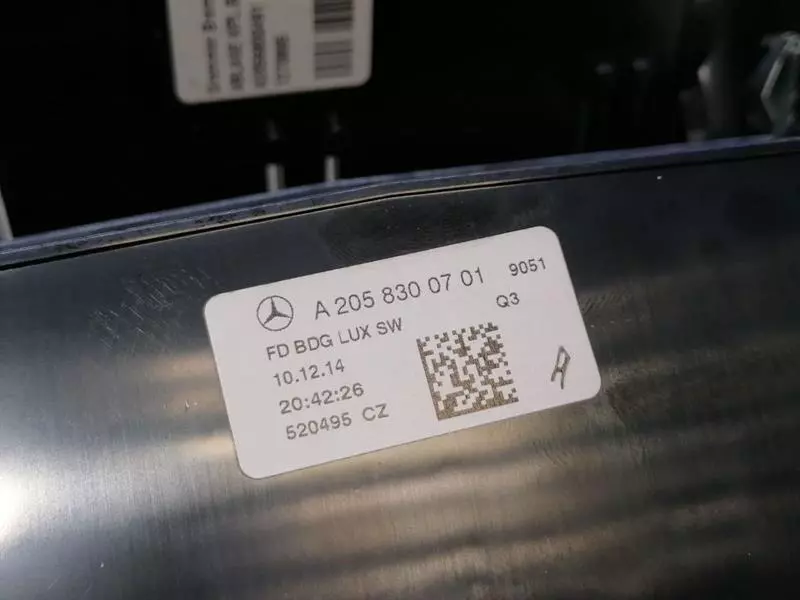 A 205 830 07 01 9051
Q3
FD BDG LUX SW
10.12.14
20:42:26
520495 CZ